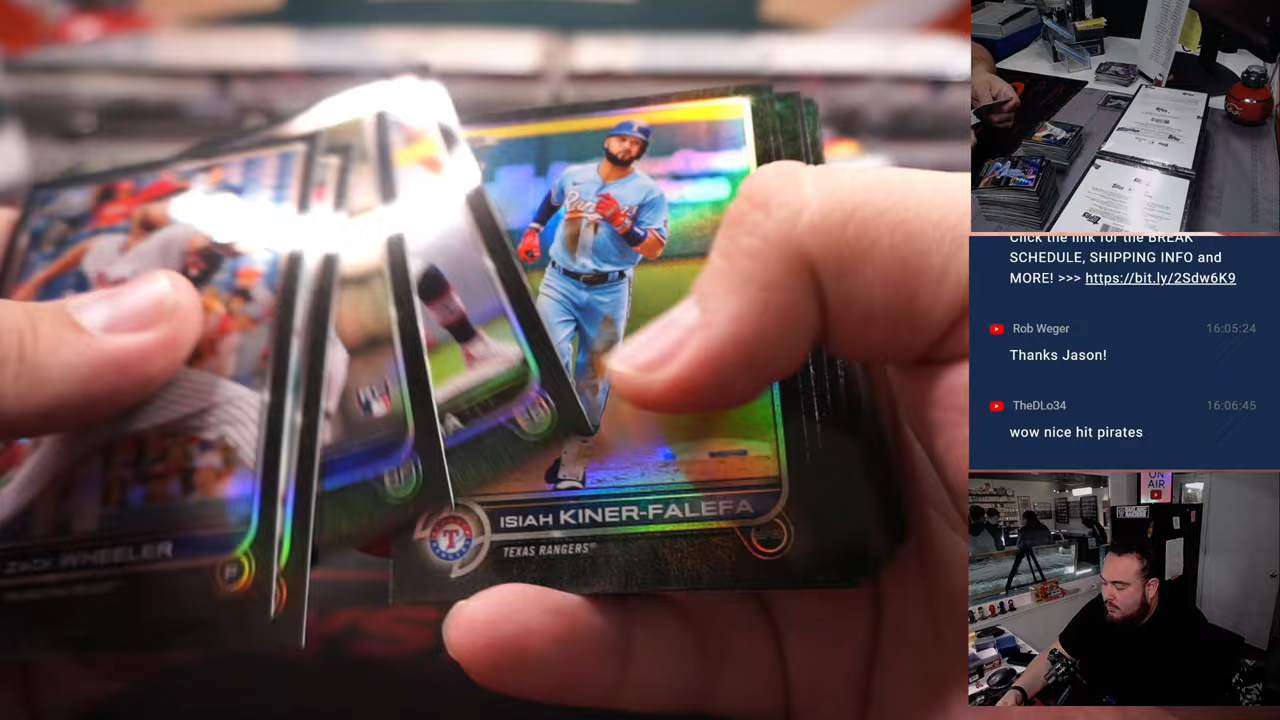 ISIAH KINER-FALEFA
TEXAS RANGERS
ZACK WHEELER
Click the link for the BREAK
SCHEDULE, SHIPPING INFO and
MORE! >>> https://bit.ly/2Sdw6K9
Rob Weger
16:05:24
Thanks Jason!
TheDLo34
16:06:45
wow nice hit pirates
ON
AIR
topps